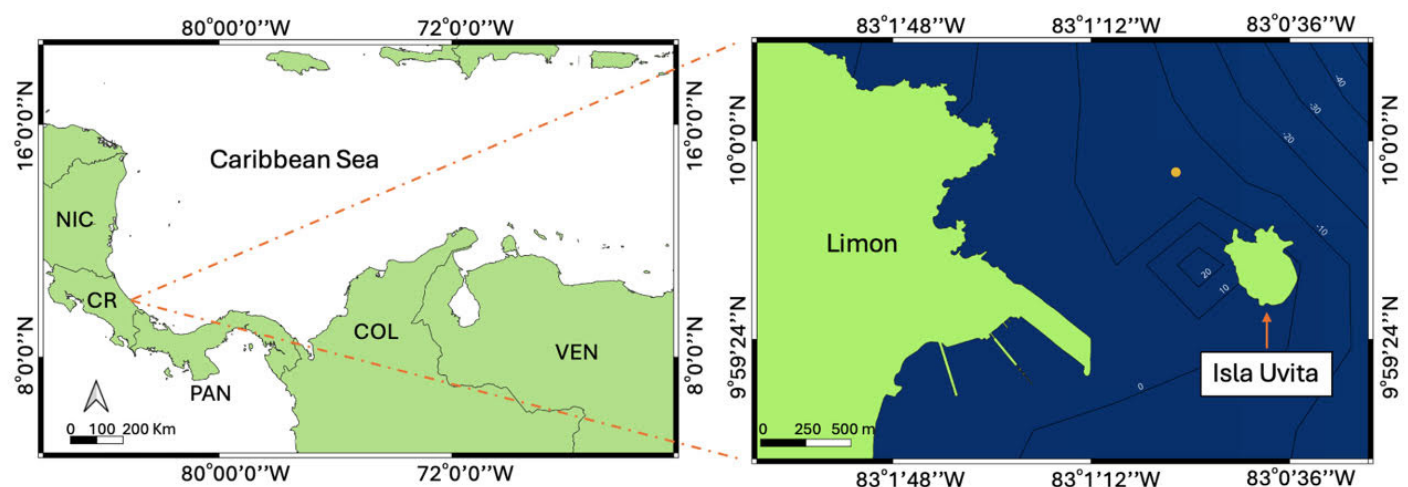 80°00'0''W 72°0'0''W
16°0'0''N
8°0'0''N
Caribbean Sea
NIC
CR
PAN
COL
VEN
0 100 200 Km
16°0'0''N
8°0'0''N
80°00'0''W 72°0'0''W
83°1'48''W 83°1'12''W 83°0'36''W
10°0'0''N
9°59'24''N
-40
-30
-20
-10
Limon
20
10
0
Isla Uvita
0 250 500 m
10°0'0''N
9°59'24''N
83°1'48''W 83°1'12''W 83°0'36''W